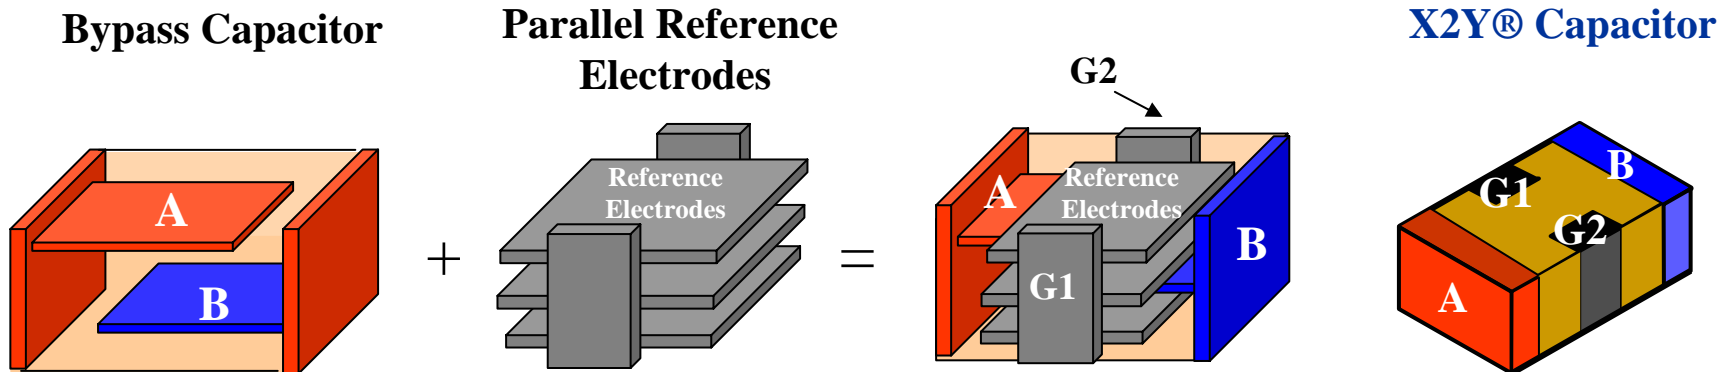 Bypass Capacitor
A
B
+
Parallel Reference
Electrodes
Reference
Electrodes
=
G2
A
Reference
Electrodes
G1
B
X2Y® Capacitor
B
G1
G2
A